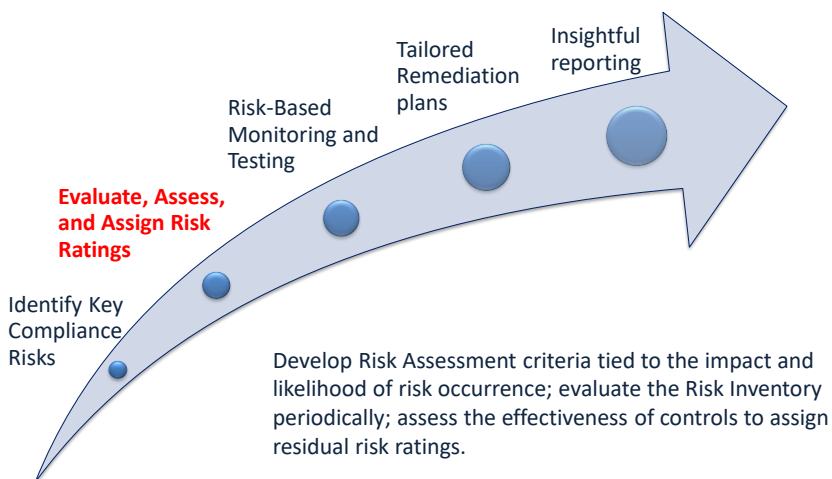 Identify Key
Compliance
Risks
Evaluate, Assess,
and Assign Risk
Ratings
Risk-Based
Monitoring and
Testing
Tailored
Remediation
plans
Insightful
reporting
Develop Risk Assessment criteria tied to the impact and
likelihood of risk occurrence; evaluate the Risk Inventory
periodically; assess the effectiveness of controls to assign
residual risk ratings.